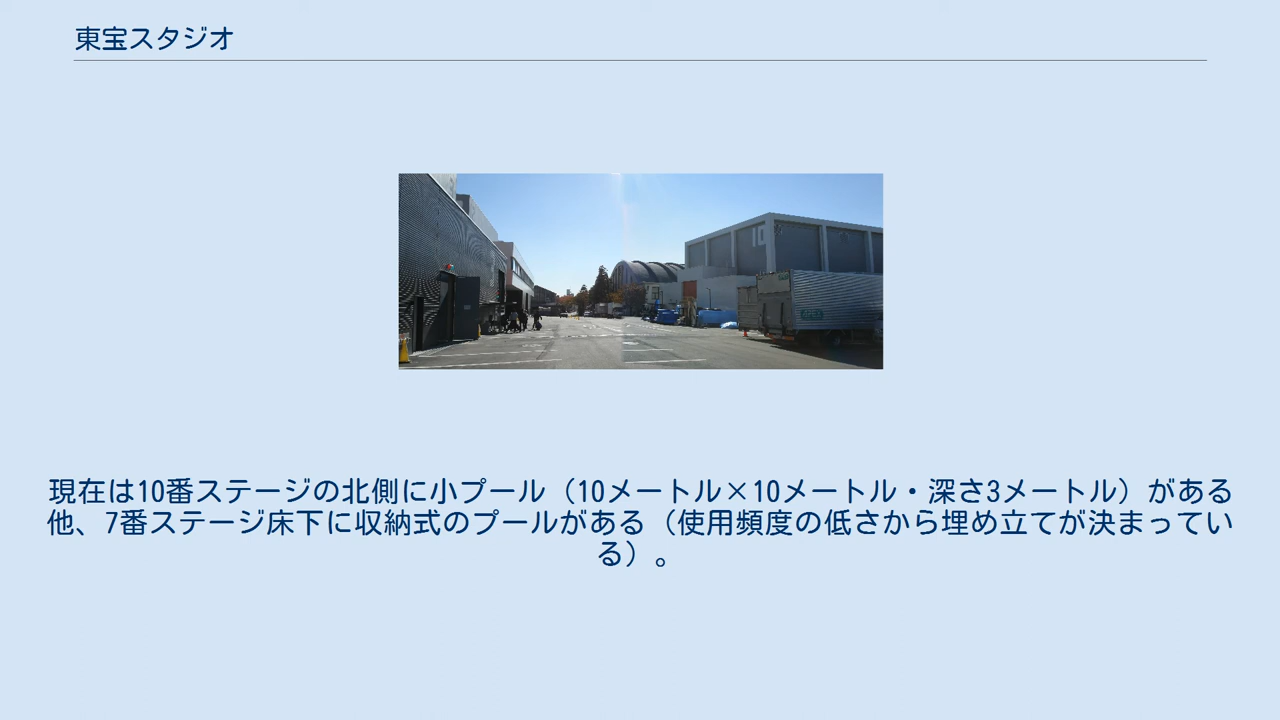 東宝スタジオ
10
現在は10番ステージの北側に小プール（10メートル×10メートル・深さ3メートル）がある
他、7番ステージ床下に収納式のプールがある（使用頻度の低さから埋め立てが決まってい
る）。